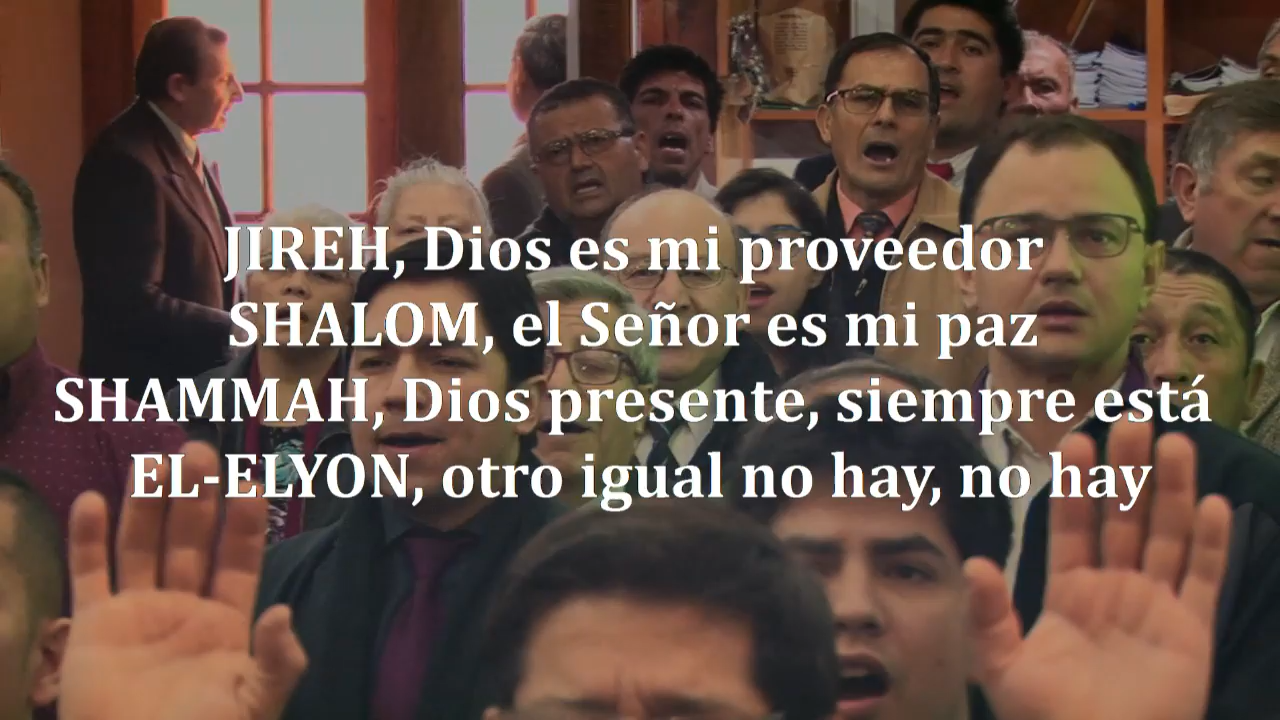 JIREH, Dios es mi proveedor
SHALOM, el Señor es mi paz
SHAMMAH, Dios presente, siempre está
EL-ELYON, otro igual no hay, no hay